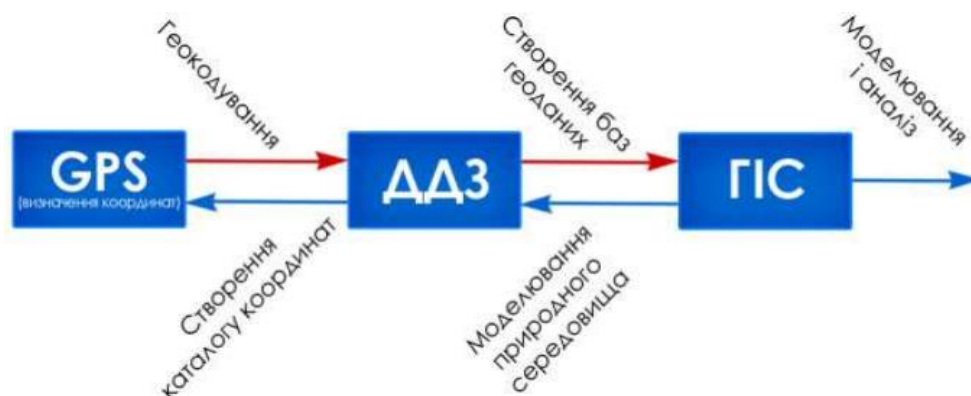 Геокодування
Створення баз
геоданих
Моделювання
і аналіз
GPS
(визначення координат)
ДДЗ
ГІС
Створення
каталогу координат
Моделювання
природного
середовища